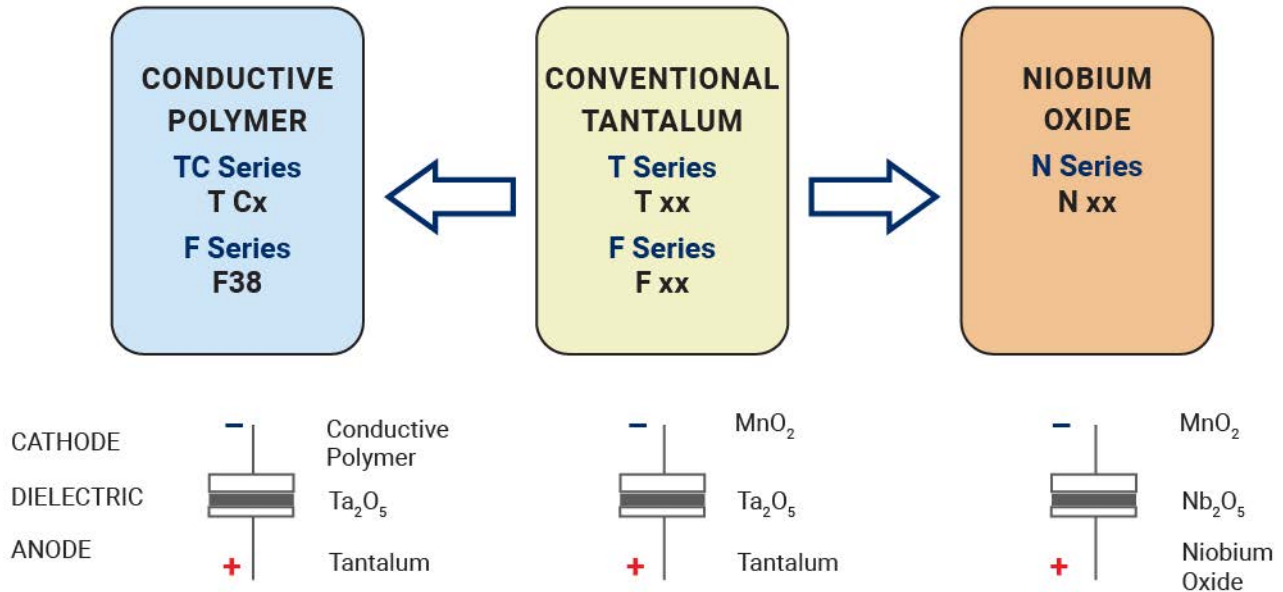 CONDUCTIVE
POLYMER
TC Series
T Cx
F Series
F38
CONVENTIONAL
TANTALUM
T Series
T xx
F Series
F xx
NIOBIUM
OXIDE
N Series
N xx
CATHODE
DIELECTRIC
ANODE
–
Conductive
Polymer
Ta₂O₅
+
Tantalum
–
MnO₂
Ta₂O₅
+
Tantalum
–
MnO₂
Nb₂O₅
+
Niobium
Oxide